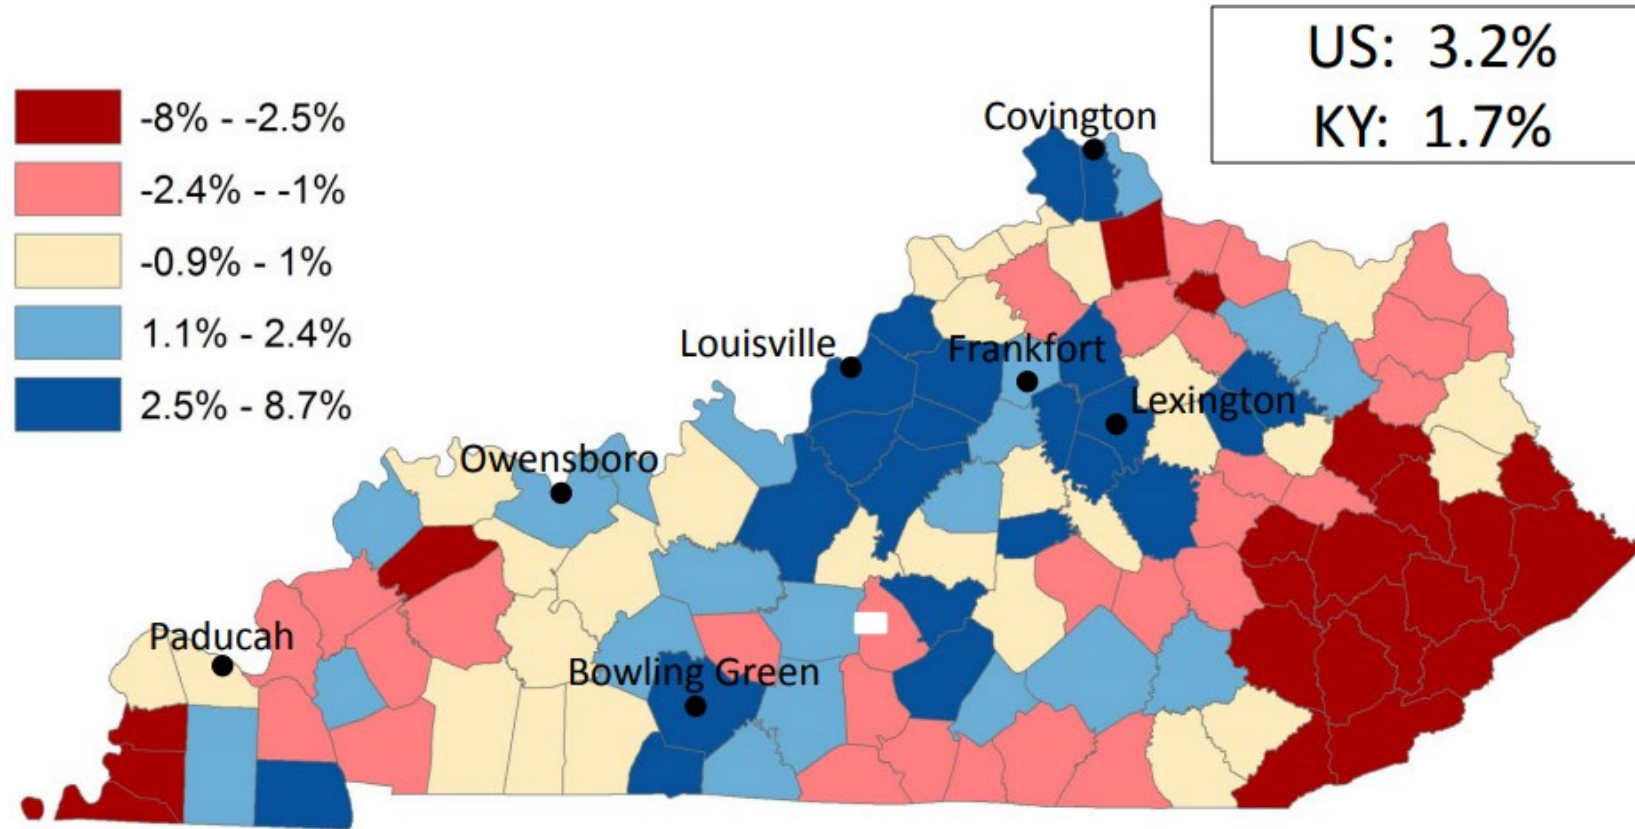 US: 3.2%
KY: 1.7%
-8% - -2.5%
-2.4% - -1%
-0.9% - 1%
1.1% - 2.4%
2.5% - 8.7%
Covington
Louisville
Frankfort
Lexington
Owensboro
Paducah
Bowling Green